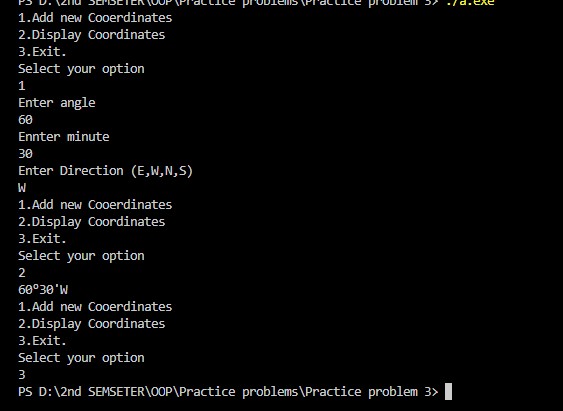 PS D:\2nd SEMSETER\OOP\Practice problems\Practice problem 3> ./a.exe
1.Add new Cooerdinates
2.Display Coordinates
3.Exit.
Select your option
1
Enter angle
60
Ennter minute
30
Enter Direction (E,W,N,S)
W
1.Add new Cooerdinates
2.Display Coordinates
3.Exit.
Select your option
2
60°30'W
1.Add new Cooerdinates
2.Display Coordinates
3.Exit.
Select your option
3
PS D:\2nd SEMSETER\OOP\Practice problems\Practice problem 3>